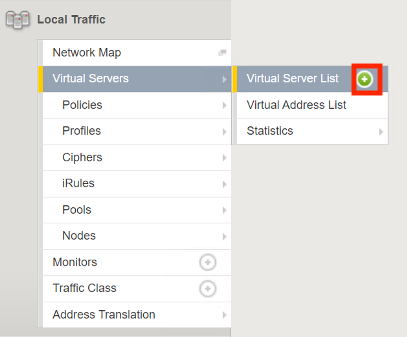 Local Traffic
Network Map
Virtual Servers
Virtual Server List
Virtual Address List
Statistics
Policies
Profiles
Ciphers
iRules
Pools
Nodes
Monitors
Traffic Class
Address Translation